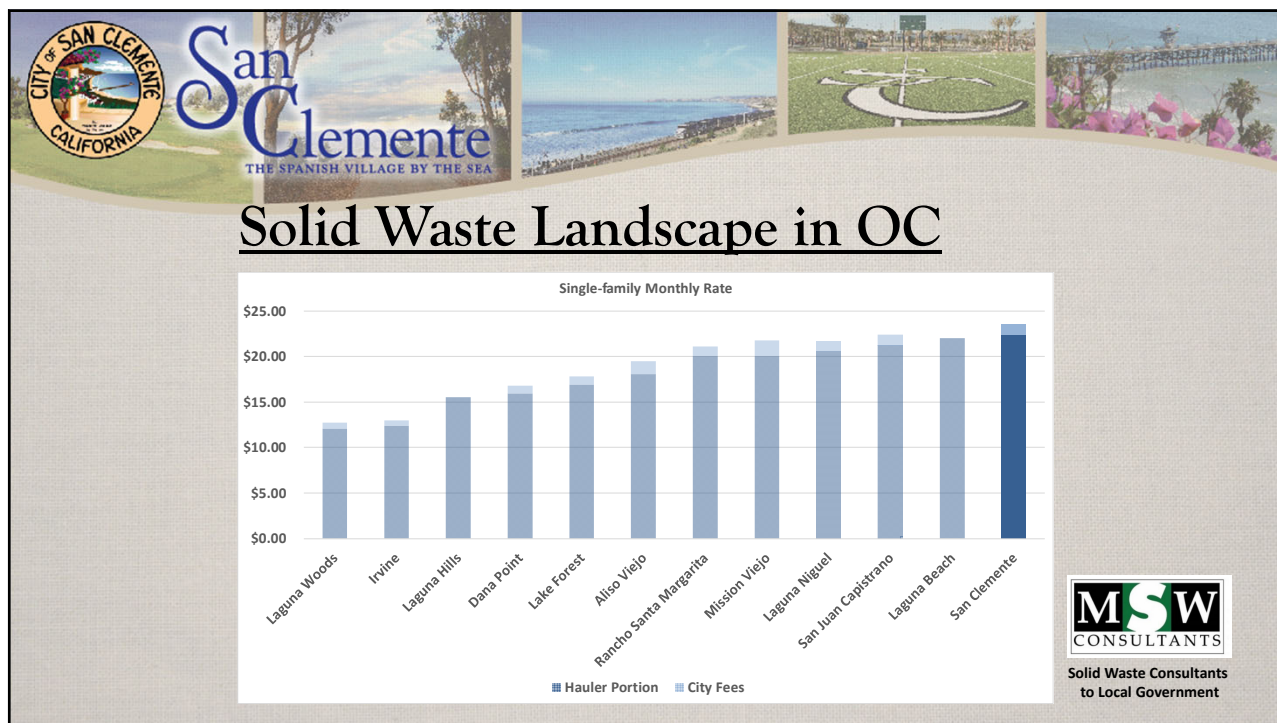 CITY OF SAN CLEMENTE
CALIFORNIA
San
Clemente
THE SPANISH VILLAGE BY THE SEA
Solid Waste Landscape in OC
Single-family Monthly Rate
$25.00
$20.00
$15.00
$10.00
$5.00
$0.00
Laguna Woods
Irvine
Laguna Hills
Dana Point
Lake Forest
Aliso Viejo
Rancho Santa Margarita
Mission Viejo
Laguna Niguel
San Juan Capistrano
Laguna Beach
San Clemente
Hauler Portion City Fees
MSW
CONSULTANTS
Solid Waste Consultants
to Local Government